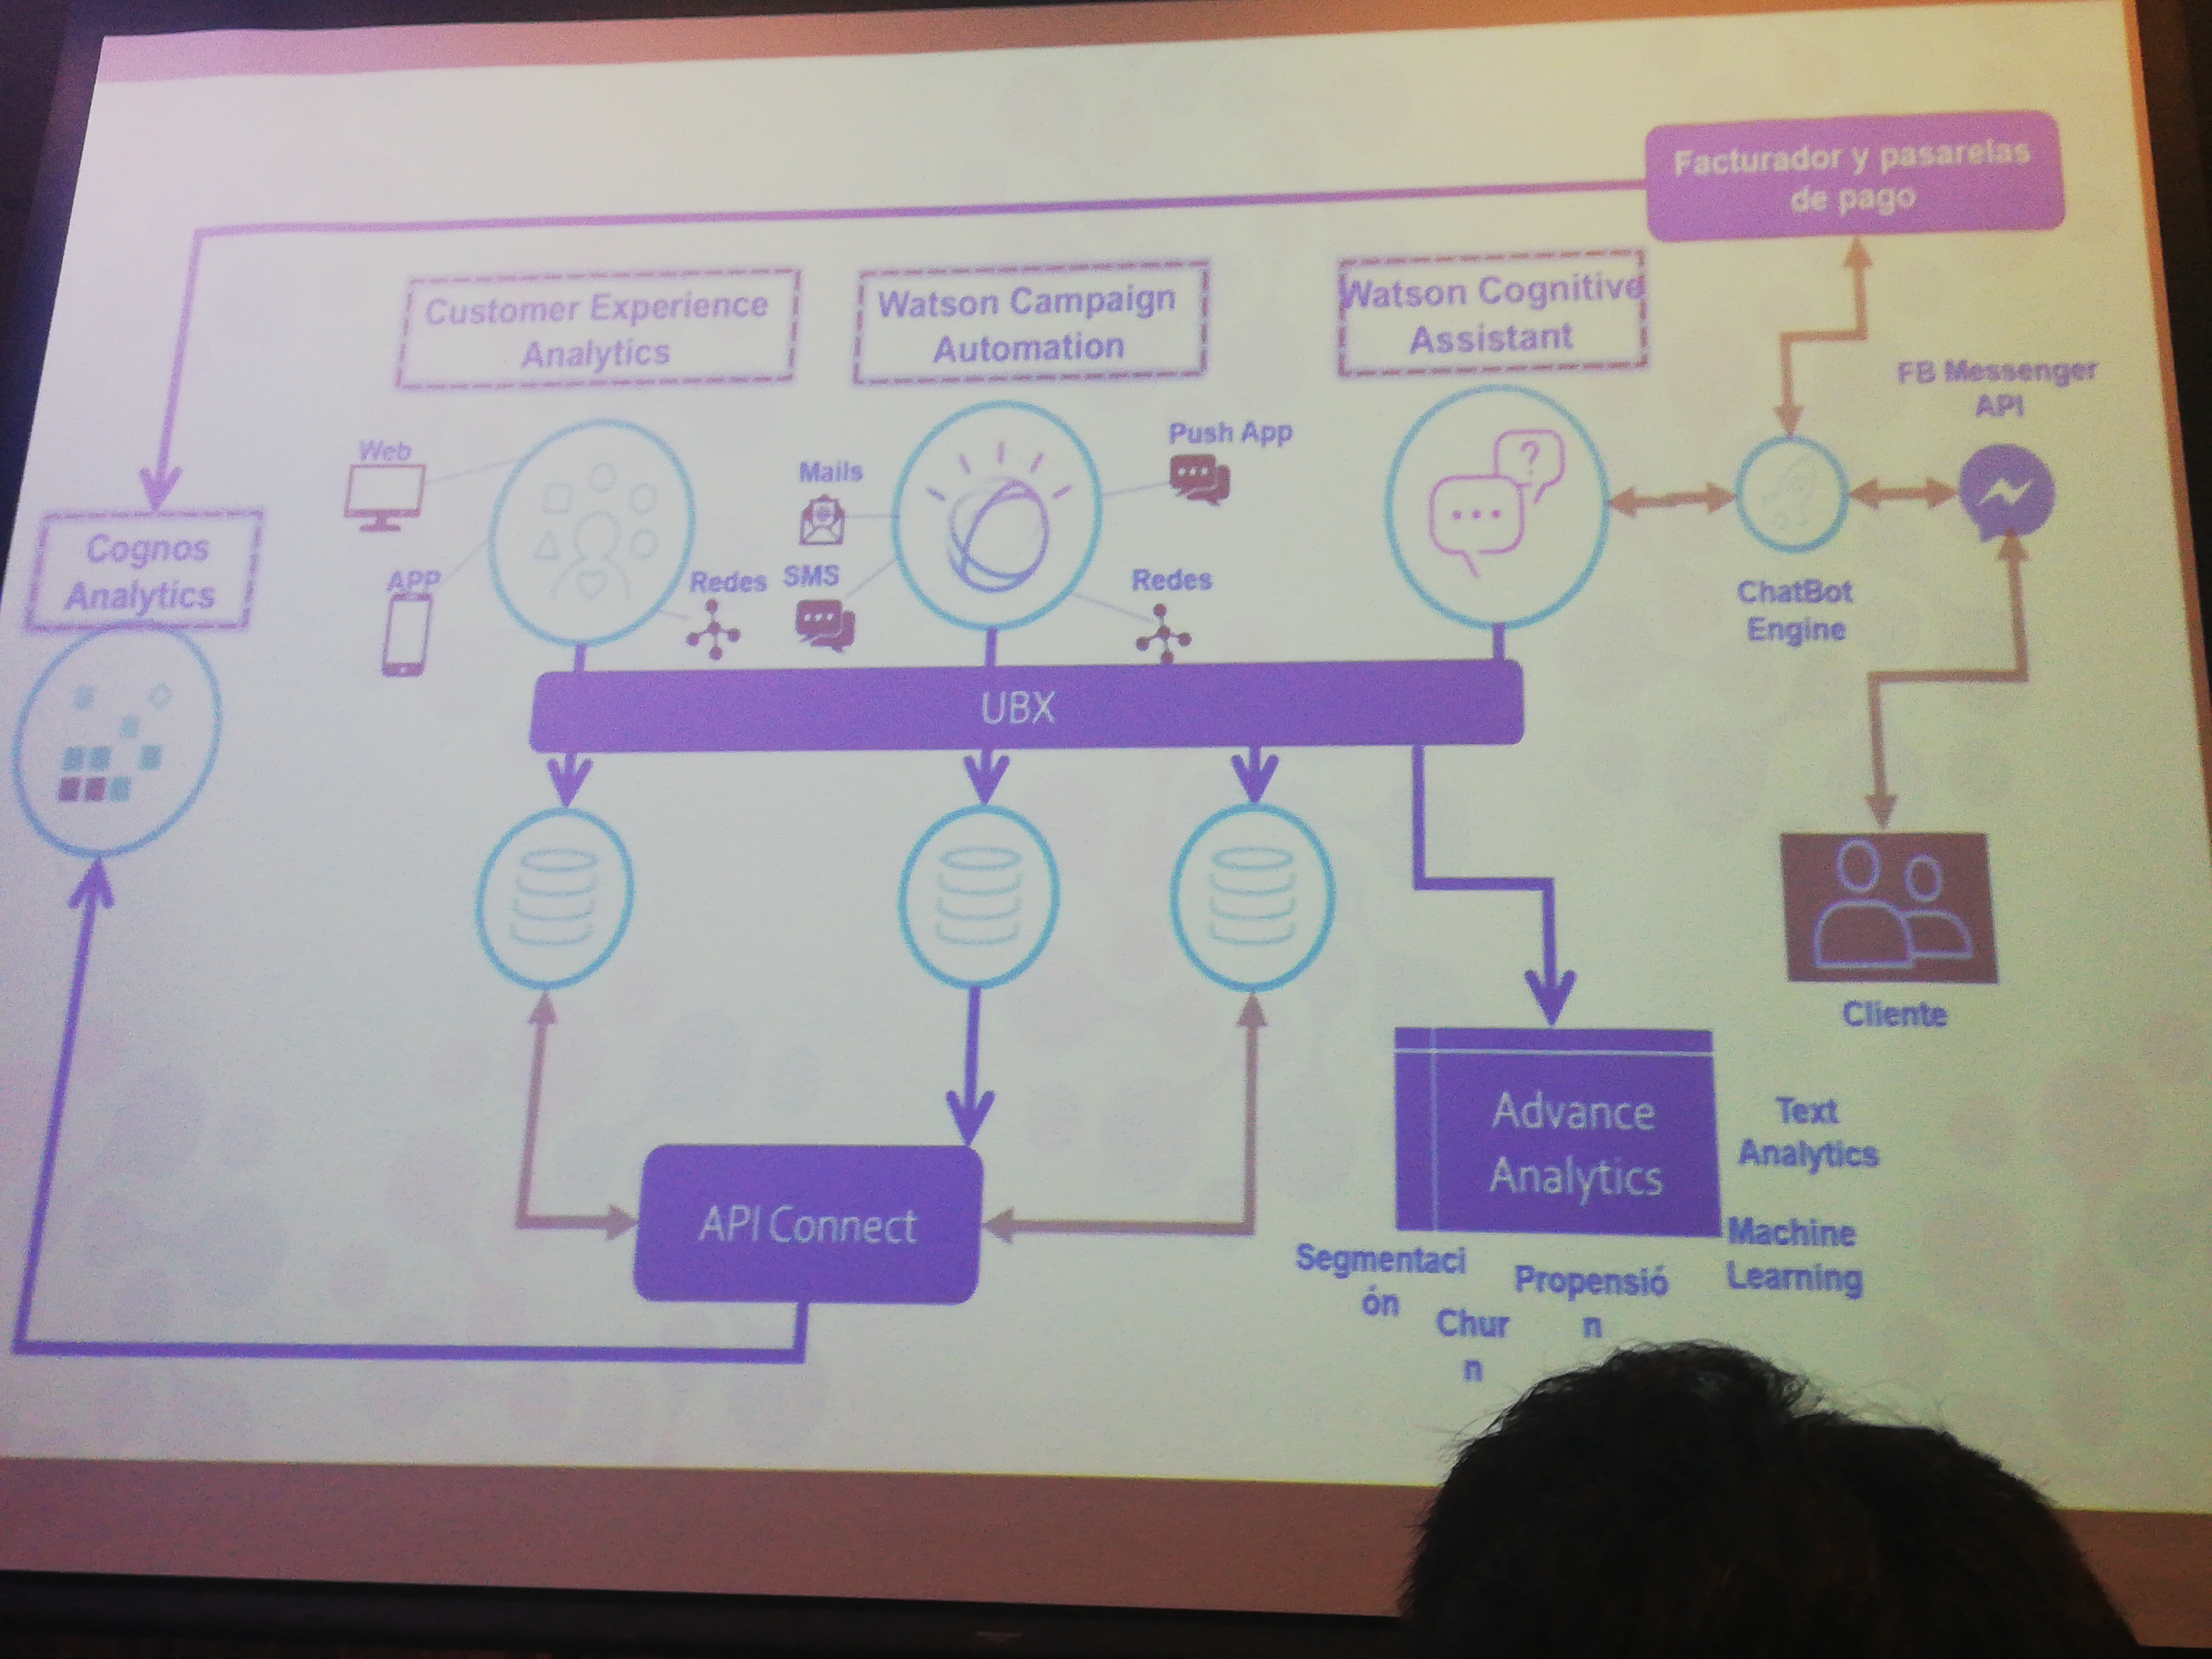 Facturador y pasarelas
de pago
Customer Experience
Analytics
Watson Campaign
Automation
Watson Cognitive
Assistant
FB Messenger
API
Web
APP
Redes
Mails
SMS
Push App
Redes
ChatBot
Engine
Cognos
Analytics
UBX
Cliente
Advance
Analytics
Text
Analytics
Machine
Learning
API Connect
Segmentaci
ón
Propensió
n
Chur
n